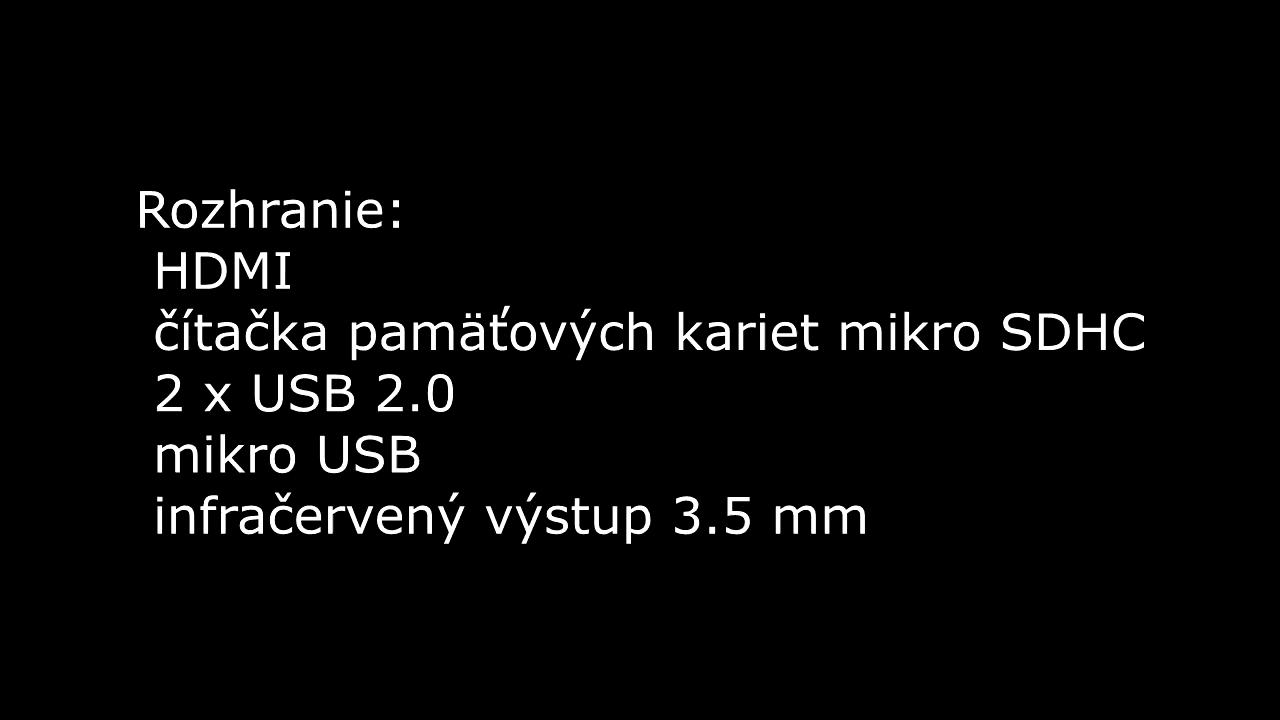 Rozhranie:
HDMI
čítačka pamäťových kariet mikro SDHC
2 x USB 2.0
mikro USB
infračervený výstup 3.5 mm